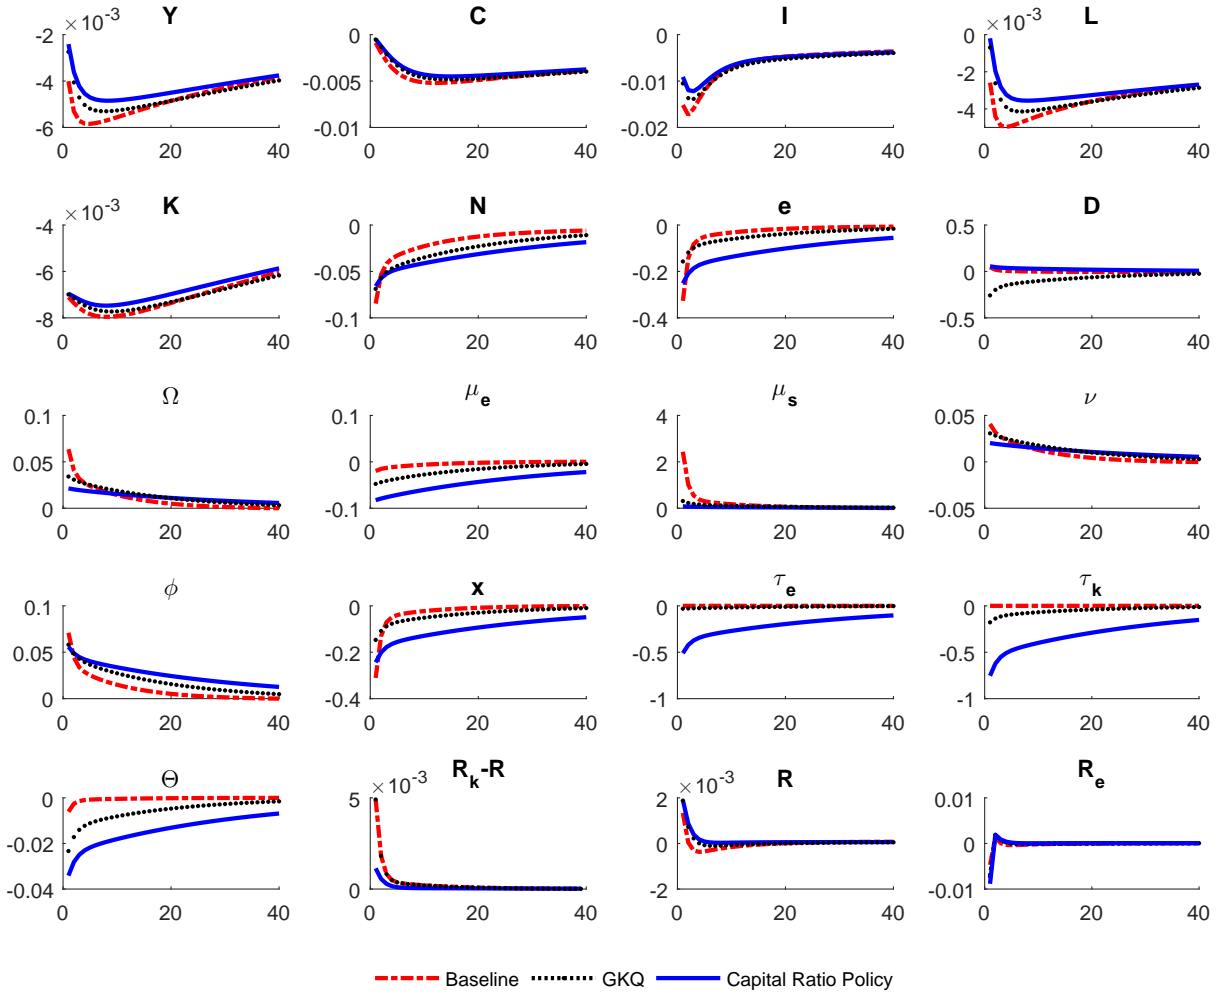 Y C I L
×10-3 ×10-3
-2 0 0 0
-4 -0.005 -0.01 -2
-4
-6 -0.01 -0.02
0 20 40 0 20 40 0 20 40 0 20 40
K N e D
×10-3
-4 0 0 0.5
-6 -0.05 -0.2 0
-8 -0.1 -0.4 -0.5
0 20 40 0 20 40 0 20 40 0 20 40
Ω μe μs ν
0.1 0.1 4 0.05
0.05 0 2 0
0 -0.1 0 -0.05
0 20 40 0 20 40 0 20 40 0 20 40
ϕ x τe τk
0.1 0 0 0
0.05 -0.2 -0.5 -0.5
0 -0.4 -1 -1
0 20 40 0 20 40 0 20 40 0 20 40
Θ Rk-R R Re
×10-3 ×10-3
0 5 2 0.01
-0.02 0 0
-0.04 0 -2 -0.01
0 20 40 0 20 40 0 20 40 0 20 40
Baseline GKQ Capital Ratio Policy